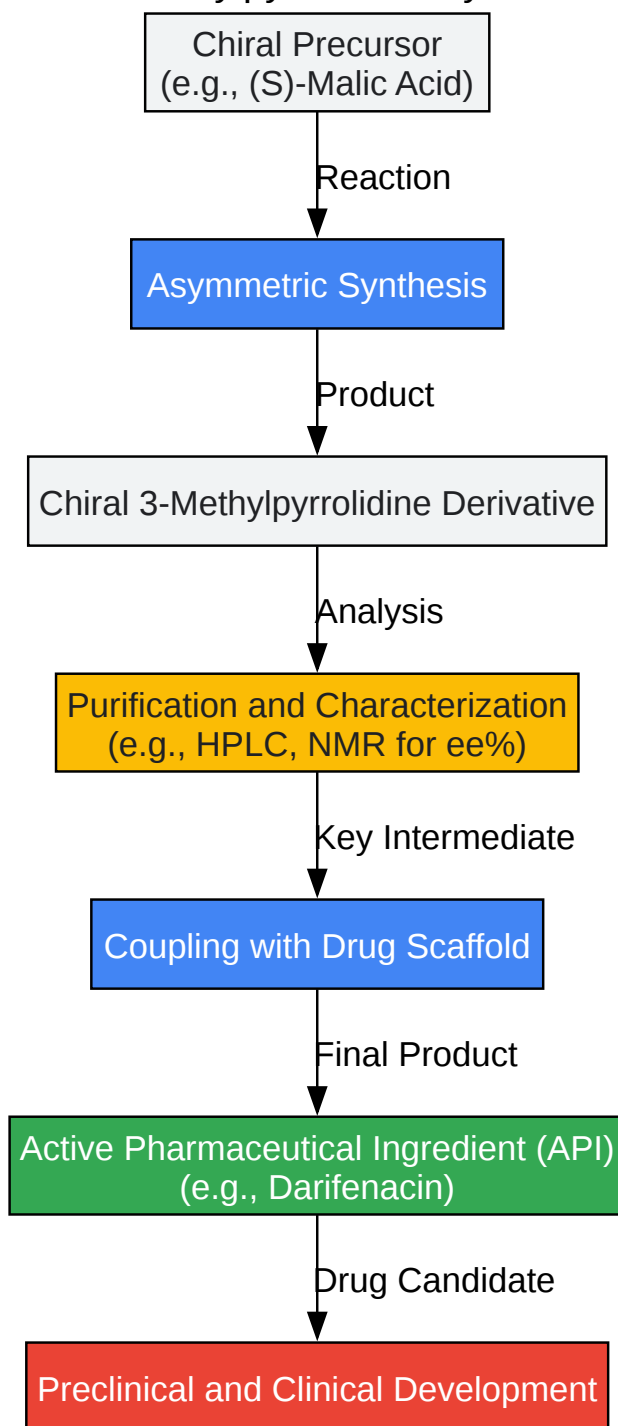 Chiral Precursor
(e.g., (S)-Malic Acid)
Reaction
Asymmetric Synthesis
Product
Chiral 3-Methylpyrrolidine Derivative
Analysis
Purification and Characterization
(e.g., HPLC, NMR for ee%)
Key Intermediate
Coupling with Drug Scaffold
Final Product
Active Pharmaceutical Ingredient (API)
(e.g., Darifenacin)
Drug Candidate
Preclinical and Clinical Development